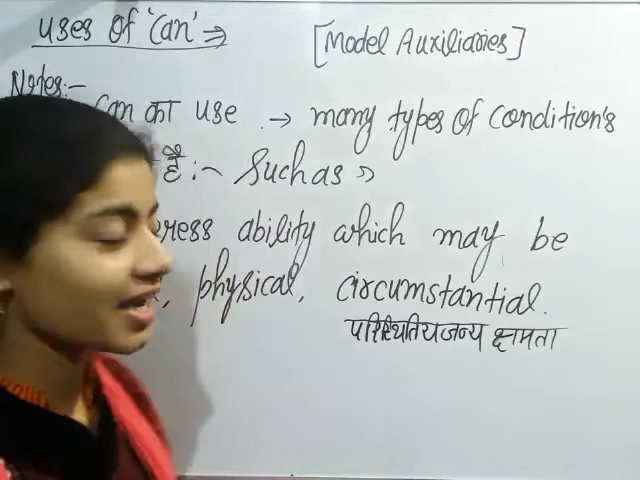 uses of 'Can' ⇒ [Model Auxiliaries]
Notes:-
Can का use → many types of Condition's
है :- Such as
ress ability which may be
, physical, circumstantial.
परिस्थितियजन्य क्षमता